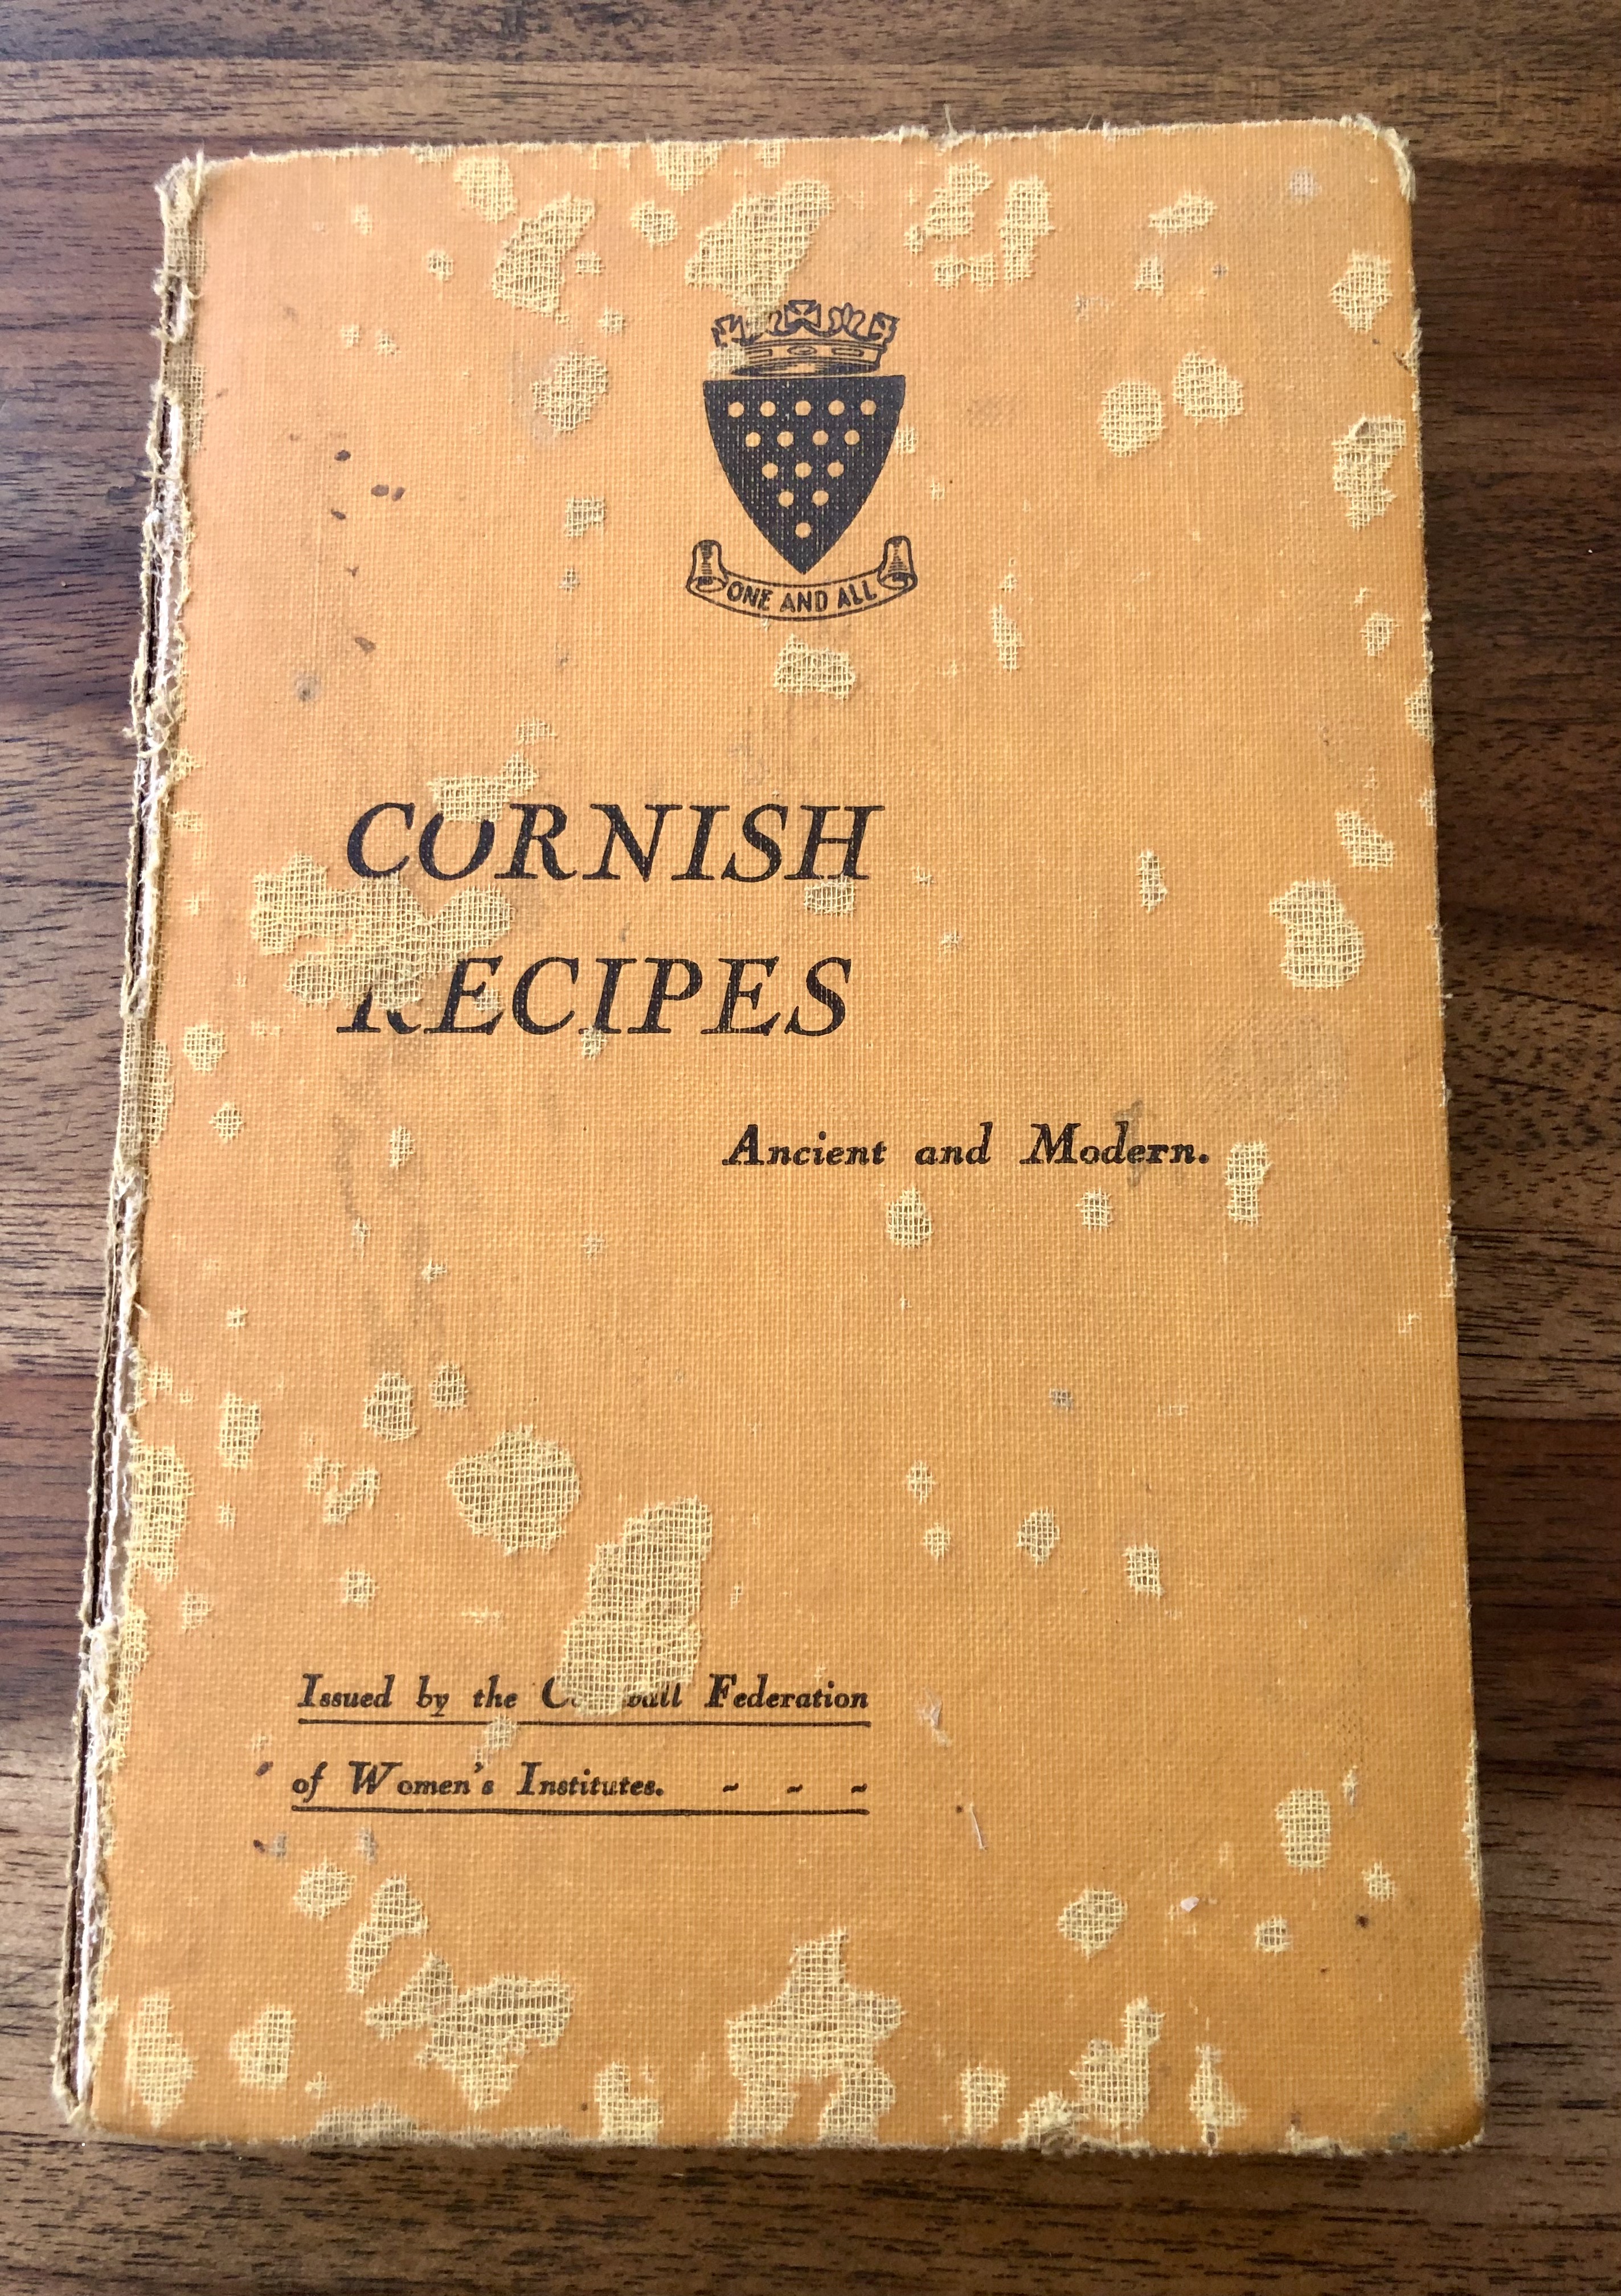 ONE AND ALL
CORNISH
RECIPES
Ancient and Modern.
Issued by the Federation
of Women's Institutes. - - -